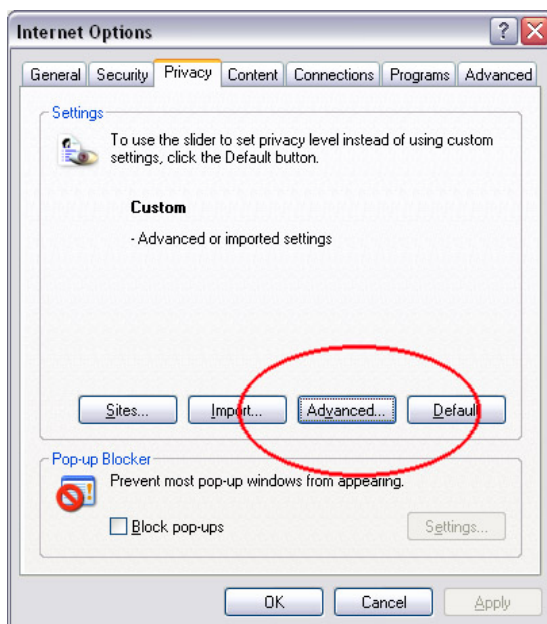 Internet Options
General Security Privacy Content Connections Programs Advanced
Settings
To use the slider to set privacy level instead of using custom
settings, click the Default button.
Custom
- Advanced or imported settings
Sites... Import... Advanced... Default
Pop-up Blocker
Prevent most pop-up windows from appearing.
Block pop-ups Settings...
OK Cancel Apply